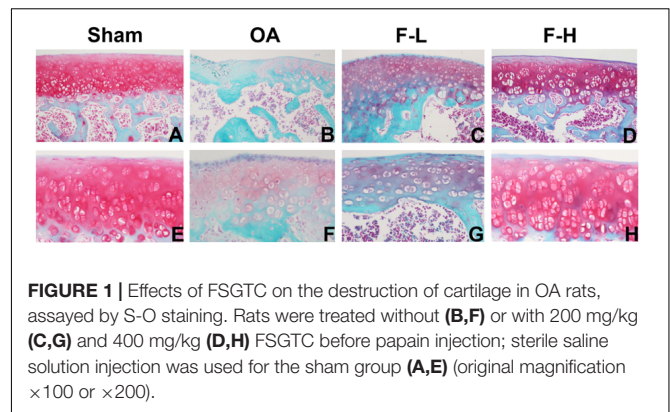 Sham OA F-L F-H
A B C D
E F G H
FIGURE 1 | Effects of FSGTC on the destruction of cartilage in OA rats,
assayed by S-O staining. Rats were treated without (B,F) or with 200 mg/kg
(C,G) and 400 mg/kg (D,H) FSGTC before papain injection; sterile saline
solution injection was used for the sham group (A,E) (original magnification
×100 or ×200).